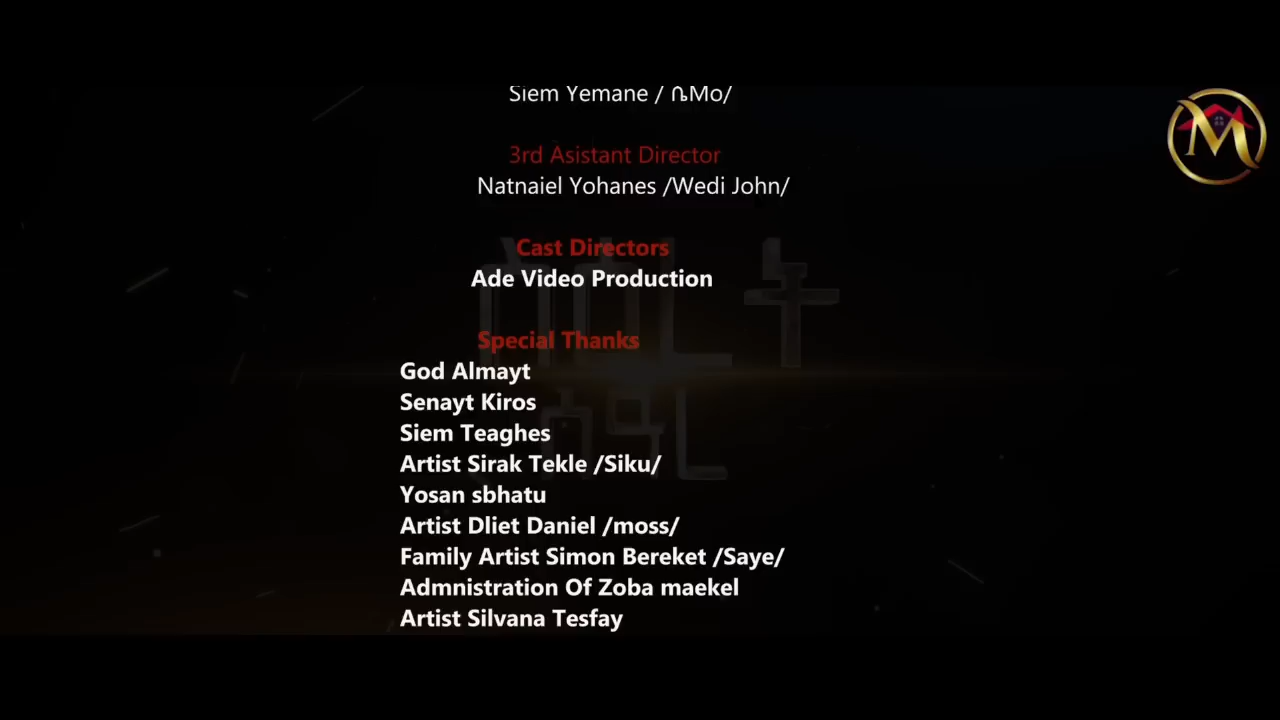 Siem Yemane / ሴMo/
3rd Asistant Director
Natnaiel Yohanes /Wedi John/
Cast Directors
Ade Video Production
Special Thanks
God Almayt
Senayt Kiros
Siem Teaghes
Artist Sirak Tekle /Siku/
Yosan sbhatu
Artist Dliet Daniel /moss/
Family Artist Simon Bereket /Saye/
Admnistration Of Zoba maekel
Artist Silvana Tesfay
M